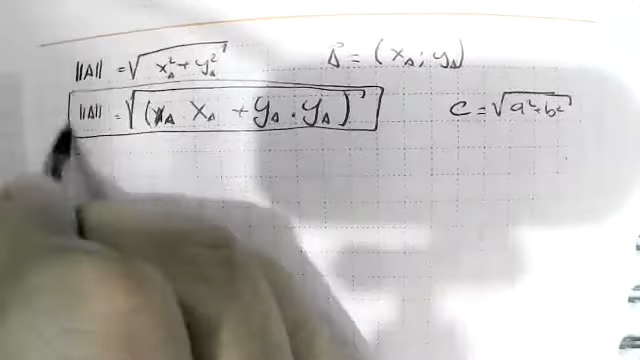 ||A|| = √(x_A² + y_A²) A⃗ = (x_A ; y_A)
||A|| = √(x_A . x_A + y_A . y_A) c = √(a² + b²)